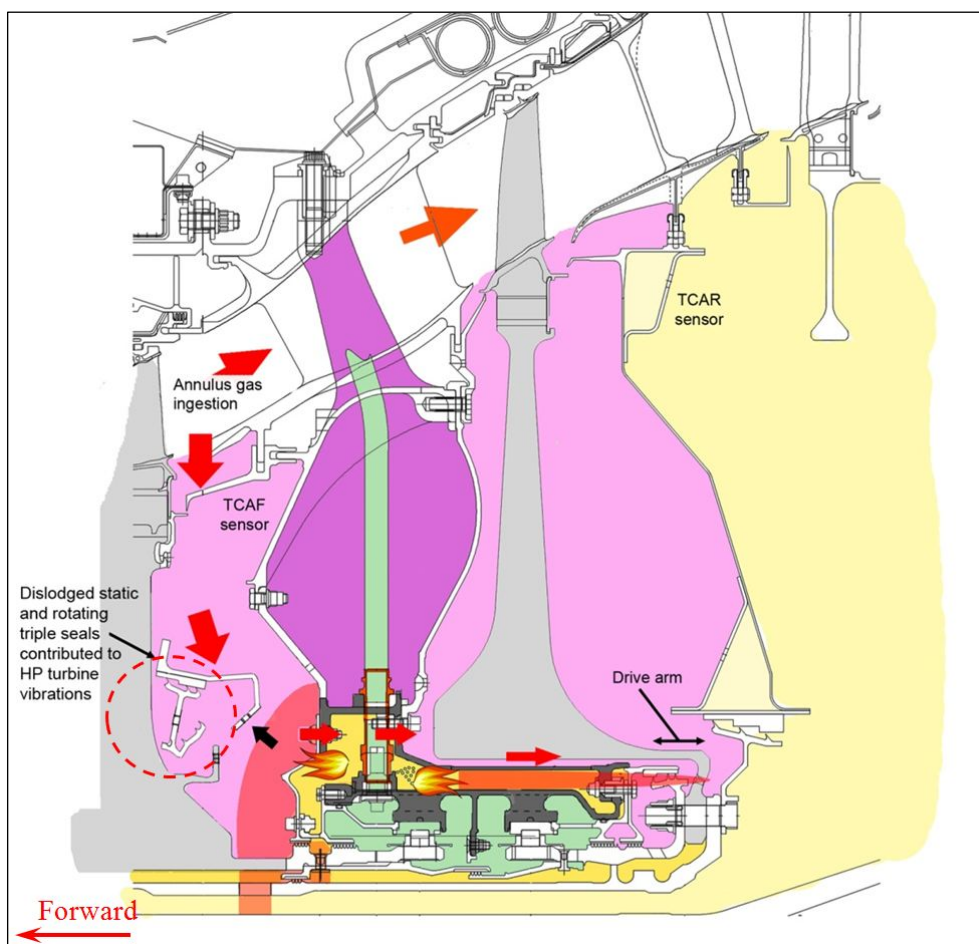 TCAR
sensor
Annulus gas
ingestion
TCAF
sensor
Dislodged static
and rotating
triple seals
contributed to
HP turbine
vibrations
Drive arm
Forward